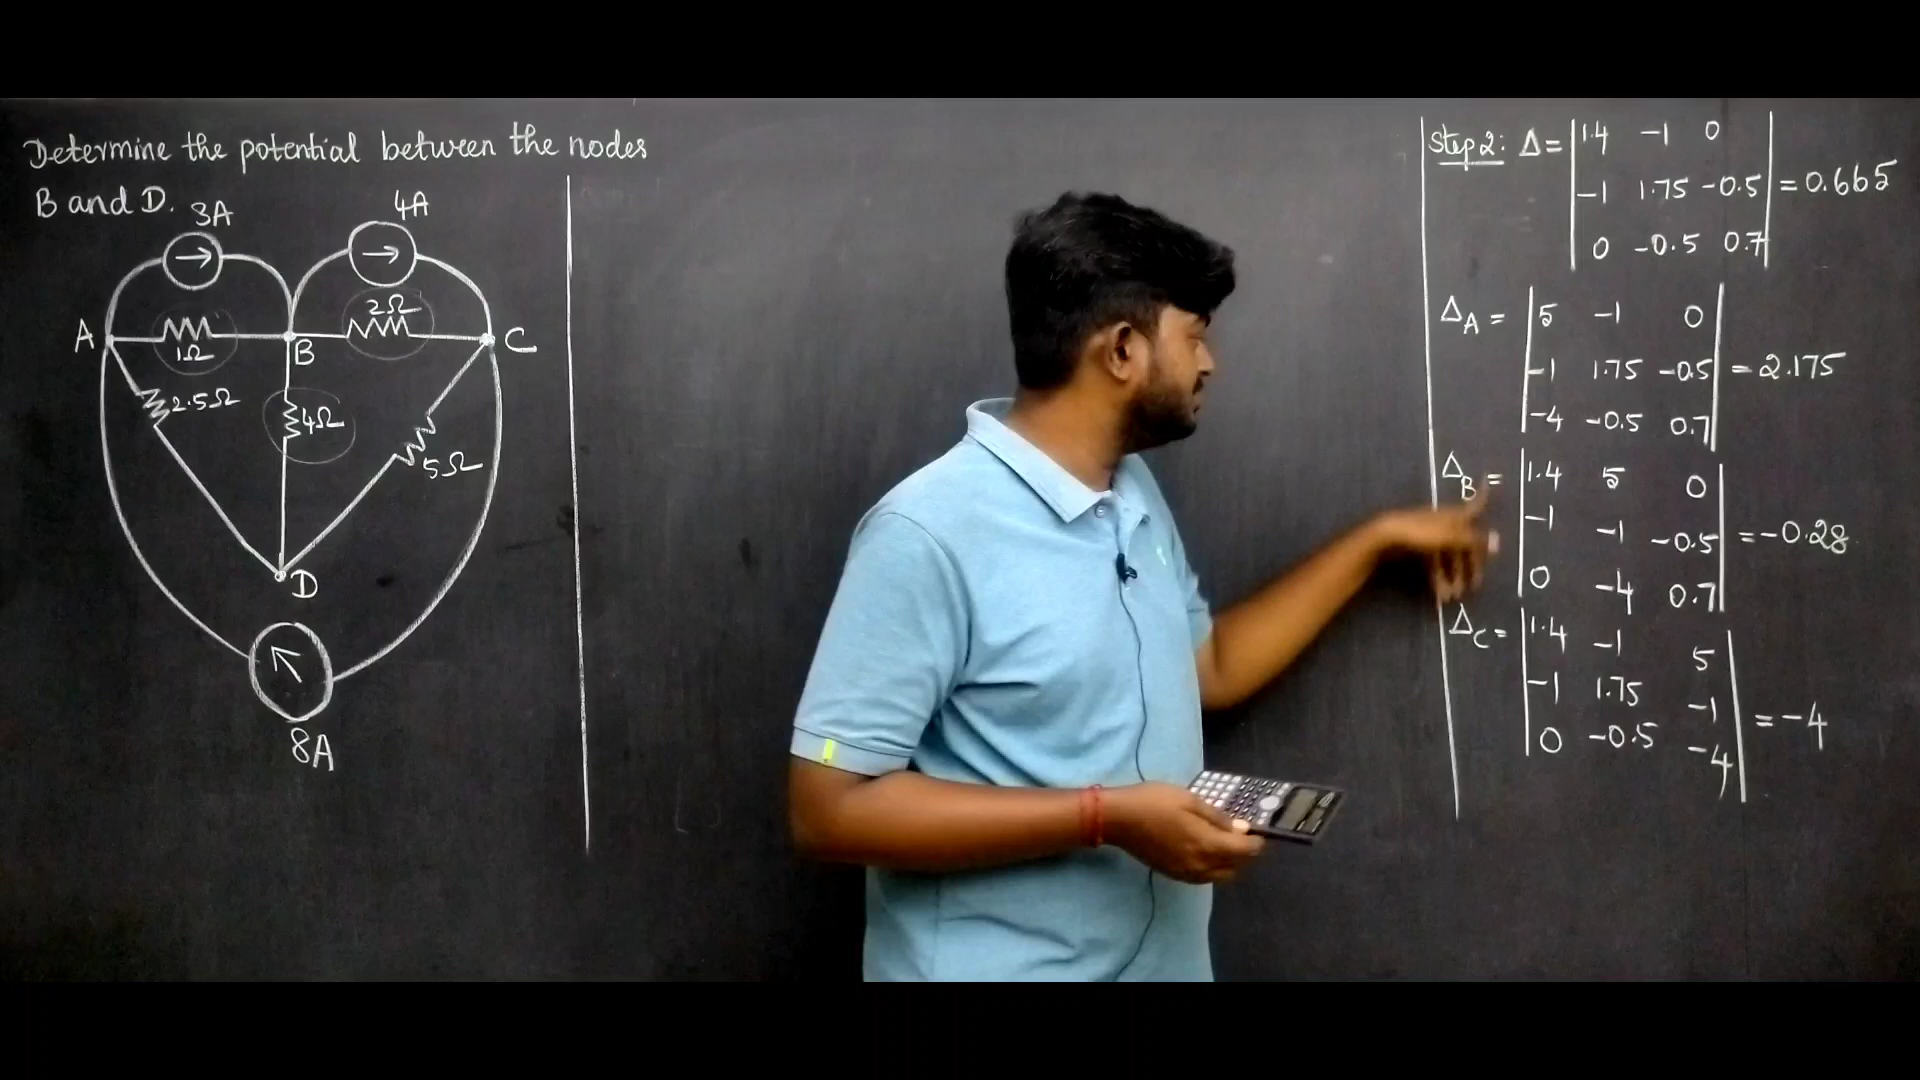 Determine the potential between the nodes
B and D.
3A
4A
2Ω
A
1Ω
B
C
2.5Ω
4Ω
5Ω
D
8A
Step 2: Δ = | 1.4 -1 0 |
| -1 1.75 -0.5 | = 0.665
| 0 -0.5 0.7 |
Δ_A = | 5 -1 0 |
| -1 1.75 -0.5 | = 2.175
| -4 -0.5 0.7 |
Δ_B = | 1.4 5 0 |
| -1 -1 -0.5 | = -0.28
| 0 -4 0.7 |
Δ_C = | 1.4 -1 5 |
| -1 1.75 -1 | = -4
| 0 -0.5 -4 |